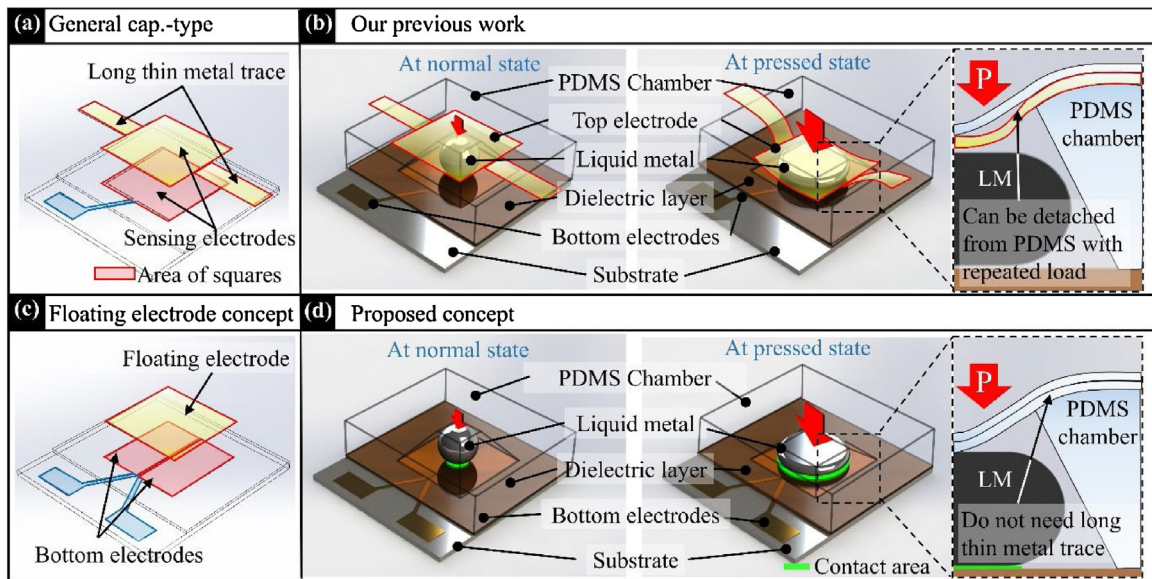 (a) General cap.-type
Long thin metal trace
Sensing electrodes
Area of squares
(b) Our previous work
At normal state
At pressed state
PDMS Chamber
Top electrode
Liquid metal
Dielectric layer
Bottom electrodes
Substrate
P
PDMS
chamber
LM
Can be detached
from PDMS with
repeated load
(c) Floating electrode concept
Floating electrode
Bottom electrodes
(d) Proposed concept
At normal state
At pressed state
PDMS Chamber
Liquid metal
Dielectric layer
Bottom electrodes
Substrate
Contact area
P
PDMS
chamber
LM
Do not need long
thin metal trace